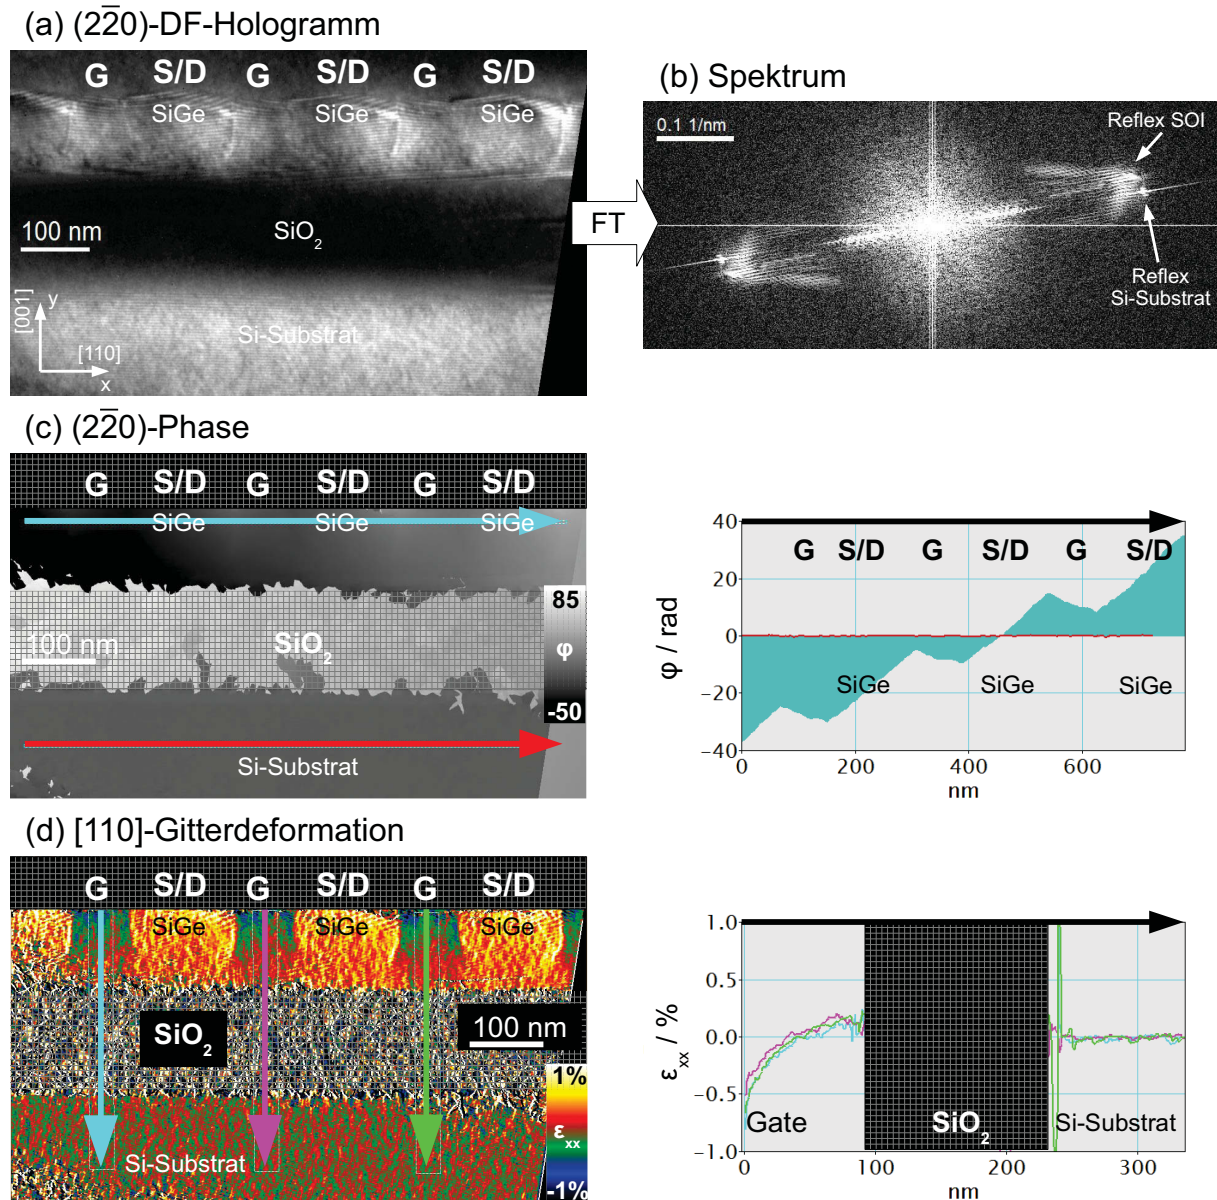 (a) (22̅0)-DF-Hologramm
G S/D G S/D G S/D
SiGe SiGe SiGe
100 nm
SiO₂
[001] y
[110]
x
Si-Substrat
FT
(b) Spektrum
0.1 1/nm
Reflex SOI
Reflex
Si-Substrat
(c) (22̅0)-Phase
G S/D G S/D G S/D
SiGe SiGe SiGe
100 nm
SiO₂
85
φ
-50
Si-Substrat
φ / rad
40
20
0
−20
−40
G S/D G S/D G S/D
SiGe SiGe SiGe
0 200 400 600
nm
(d) [110]-Gitterdeformation
G S/D G S/D G S/D
SiGe SiGe SiGe
SiO₂
100 nm
1%
εxx
-1%
Si-Substrat
εxx / %
1.0
0.5
0.0
−0.5
−1.0
Gate SiO₂ Si-Substrat
0 100 200 300
nm